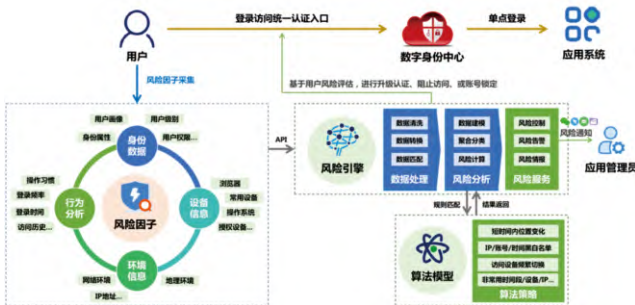 登录访问统一认证入口
单点登录
用户
数字身份中心
应用系统
风险因子采集
基于用户风险评估，进行升级认证、阻止访问、或账号锁定
用户画像
用户级别
身份属性
用户权限...
身份
数据
操作习惯
登录频率
登录时间
访问历史...
行为
分析
风险因子
设备
信息
浏览器
常用设备
操作系统
授权设备...
环境
信息
网络环境
IP地址...
地理环境
API
风险引擎
数据清洗
数据转换
数据匹配
数据处理
数据建模
聚合分类
风险计算
风险分析
风险控制
风险告警
风险情报
风险服务
风险通知
应用管理员
规则匹配
结果返回
算法模型
短时间内位置变化
IP/账号/时间黑白名单
访问设备频繁切换
非常用时间段/设备/IP...
算法策略